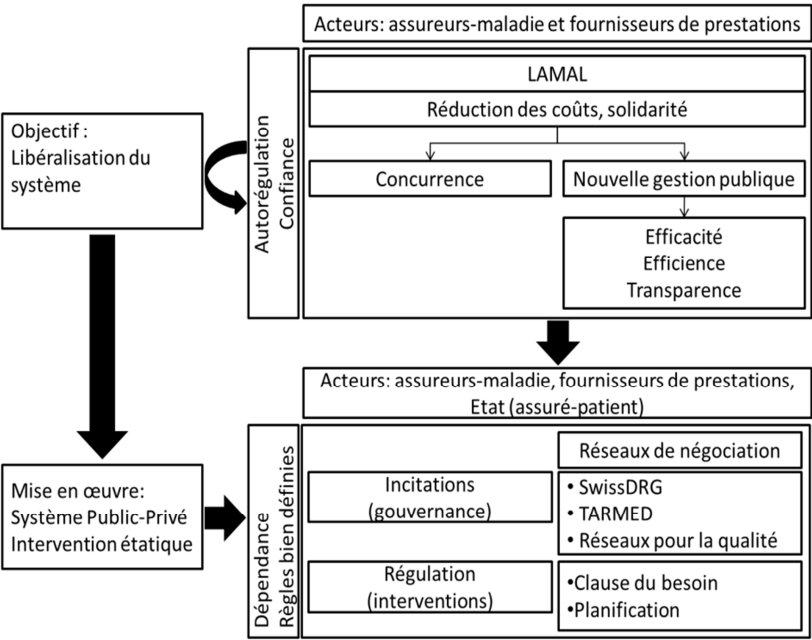 Acteurs: assureurs-maladie et fournisseurs de prestations
LAMAL
Réduction des coûts, solidarité
Objectif :
Libéralisation du
système
Autorégulation
Confiance
Concurrence
Nouvelle gestion publique
Efficacité
Efficience
Transparence
Acteurs: assureurs-maladie, fournisseurs de prestations,
Etat (assuré-patient)
Mise en œuvre:
Système Public-Privé
Intervention étatique
Dépendance
Règles bien définies
Réseaux de négociation
Incitations
(gouvernance)
• SwissDRG
• TARMED
• Réseaux pour la qualité
Régulation
(interventions)
•Clause du besoin
•Planification